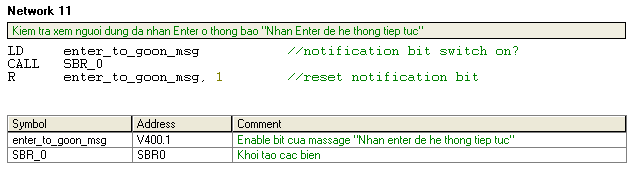 Network 11
Kiem tra xem nguoi dung da nhan Enter o thong bao "Nhan Enter de he thong tiep tuc"
LD enter_to_goon_msg //notification bit switch on?
CALL SBR_0
R enter_to_goon_msg, 1 //reset notification bit
Symbol Address Comment
enter_to_goon_msg V400.1 Enable bit cua massage "Nhan enter de he thong tiep tuc"
SBR_0 SBR0 Khoi tao cac bien